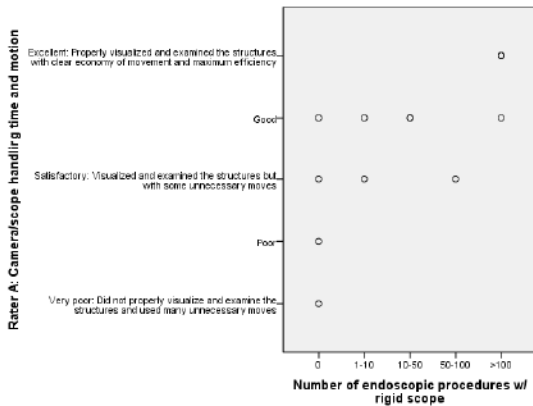 Rater A: Camera/scope handling time and motion
Excellent: Properly visualized and examined the structures
with clear economy of movement and maximum efficiency
Good
Satisfactory: Visualized and examined the structures but
with some unnecessary moves
Poor
Very poor: Did not properly visualize and examine the
structures and used many unnecessary moves
0
1-10
10-50
50-100
>100
Number of endoscopic procedures w/
rigid scope